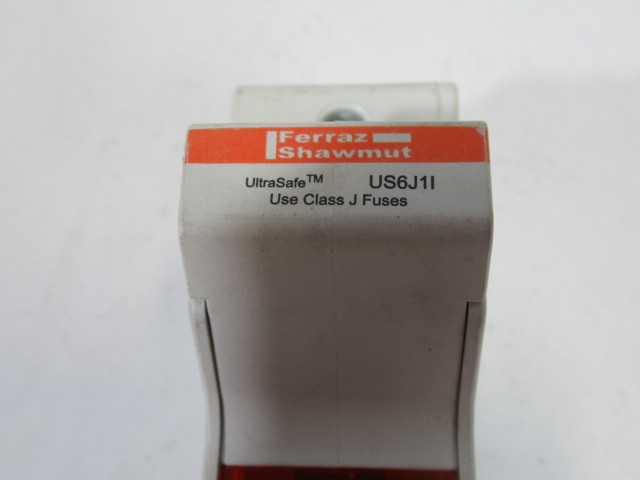 Ferraz
Shawmut
UltraSafe™ US6J1I
Use Class J Fuses